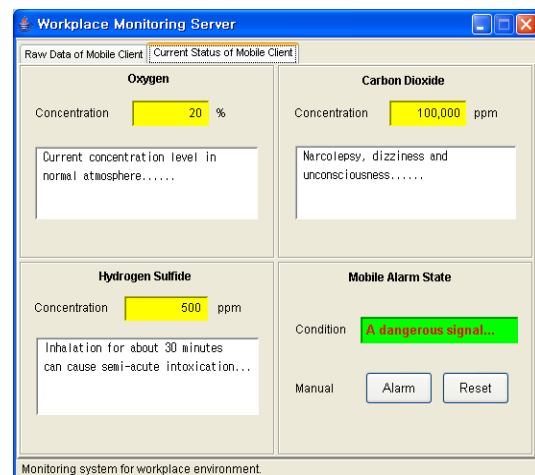 Workplace Monitoring Server
Raw Data of Mobile Client
Current Status of Mobile Client
Oxygen
Concentration 20 %
Current concentration level in
normal atmosphere......
Carbon Dioxide
Concentration 100,000 ppm
Narcolepsy, dizziness and
unconsciousness......
Hydrogen Sulfide
Concentration 500 ppm
Inhalation for about 30 minutes
can cause semi-acute intoxication...
Mobile Alarm State
Condition A dangerous signal...
Manual Alarm Reset
Monitoring system for workplace environment.